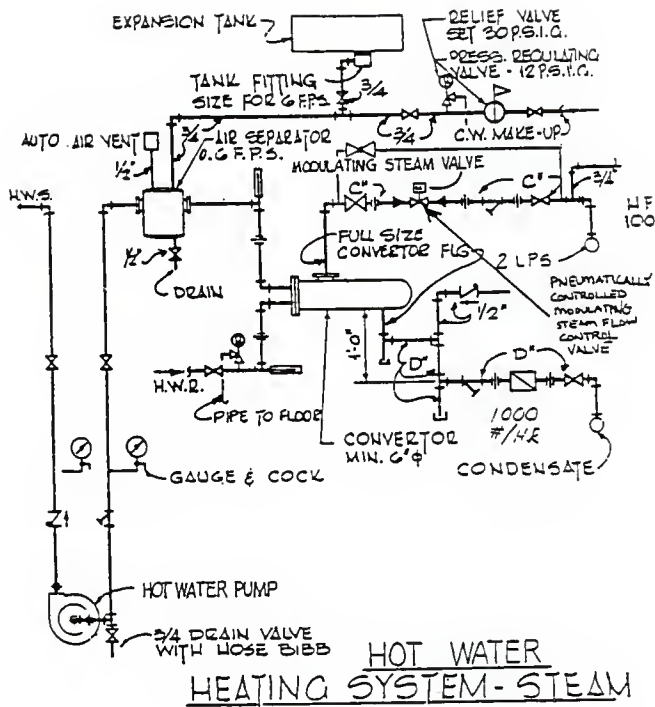 EXPANSION TANK
RELIEF VALVE
SET 30 P.S.I.G.
PRESS. REGULATING
VALVE - 12 P.S.I.G.
TANK FITTING
SIZE FOR 6 FPS
3/4
3/4
3/4
C.W. MAKE-UP
AUTO. AIR VENT
1/2"
AIR SEPARATOR
0.6 F.P.S.
MODULATING STEAM VALVE
H.W.S.
C"
C"
3/4"
FULL SIZE
CONVERTOR FLG
2 LPS
1/2"
DRAIN
PNEUMATICALLY
CONTROLLED
MODULATING
STEAM FLOW
CONTROL
VALVE
1/2"
1'-0"
D"
D"
H.W.R.
PIPE TO FLOOR
1000
#/HR
CONVERTOR
MIN. 6"φ
CONDENSATE
GAUGE & COCK
HOT WATER PUMP
3/4 DRAIN VALVE
WITH HOSE BIBB
HOT WATER
HEATING SYSTEM - STEAM